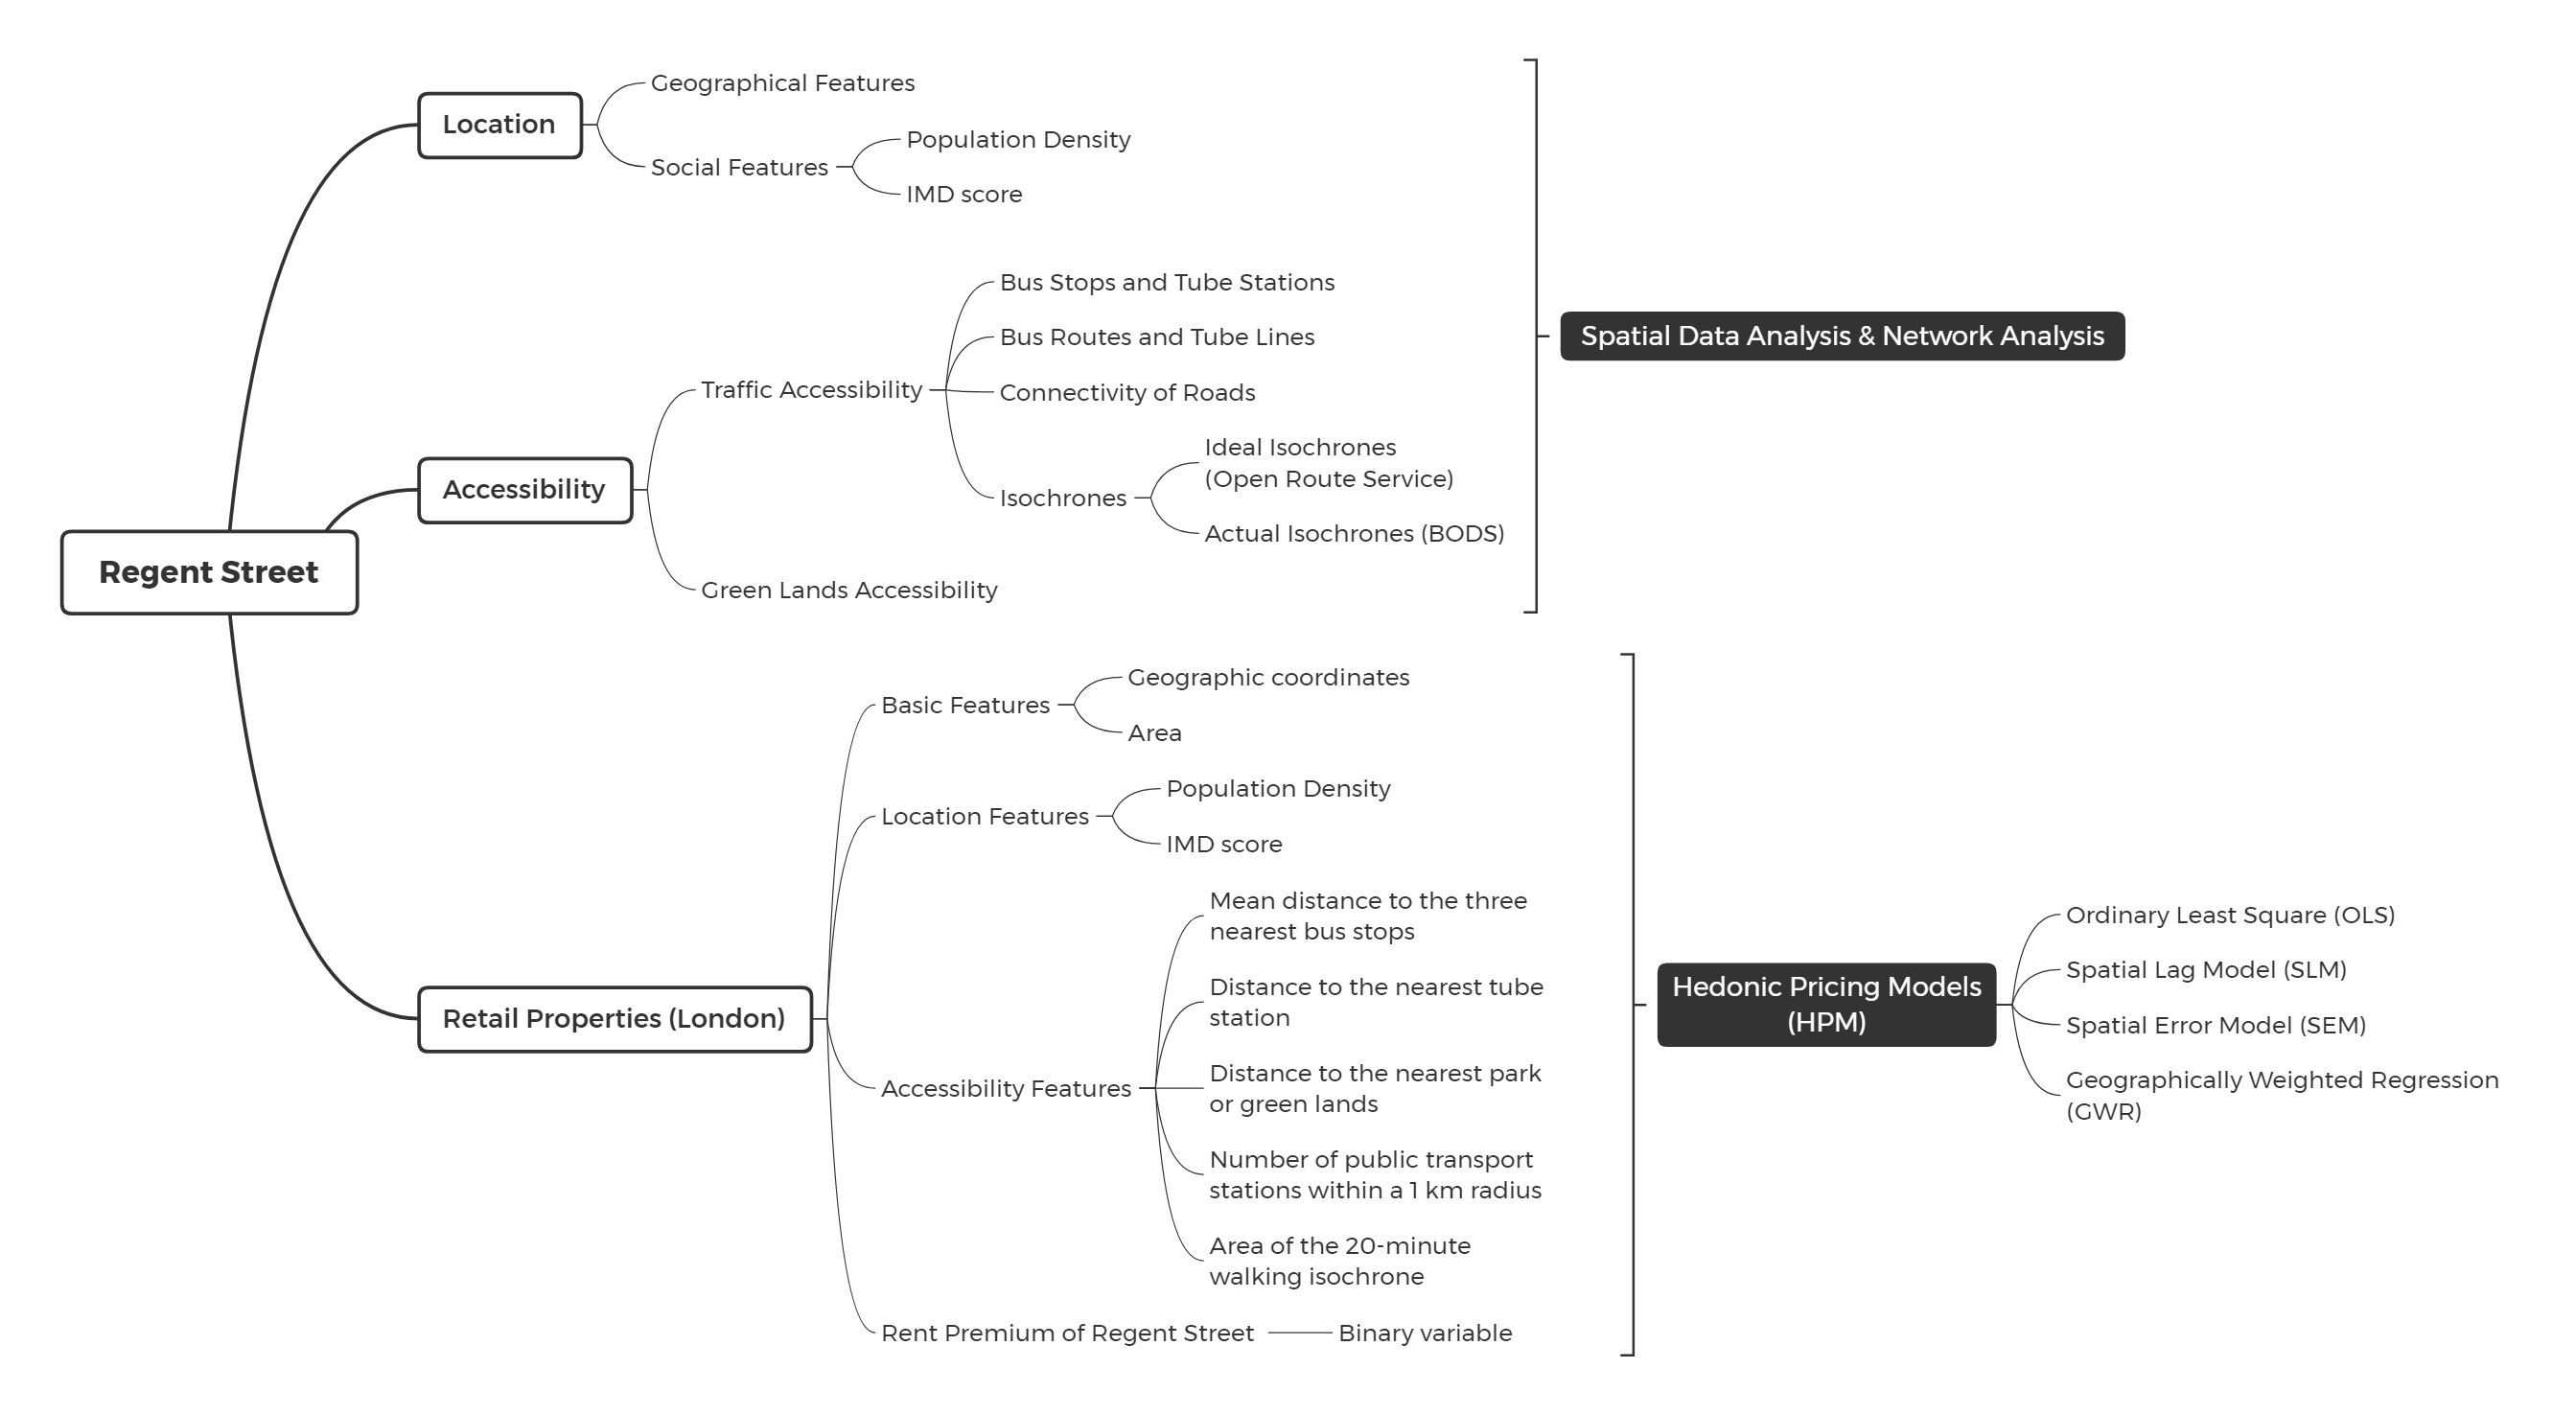 Regent Street
Location
Geographical Features
Social Features
Population Density
IMD score
Accessibility
Traffic Accessibility
Bus Stops and Tube Stations
Bus Routes and Tube Lines
Connectivity of Roads
Isochrones
Ideal Isochrones
(Open Route Service)
Actual Isochrones (BODS)
Green Lands Accessibility
Spatial Data Analysis & Network Analysis
Retail Properties (London)
Basic Features
Geographic coordinates
Area
Location Features
Population Density
IMD score
Accessibility Features
Mean distance to the three
nearest bus stops
Distance to the nearest tube
station
Distance to the nearest park
or green lands
Number of public transport
stations within a 1 km radius
Area of the 20-minute
walking isochrone
Rent Premium of Regent Street
Binary variable
Hedonic Pricing Models
(HPM)
Ordinary Least Square (OLS)
Spatial Lag Model (SLM)
Spatial Error Model (SEM)
Geographically Weighted Regression
(GWR)